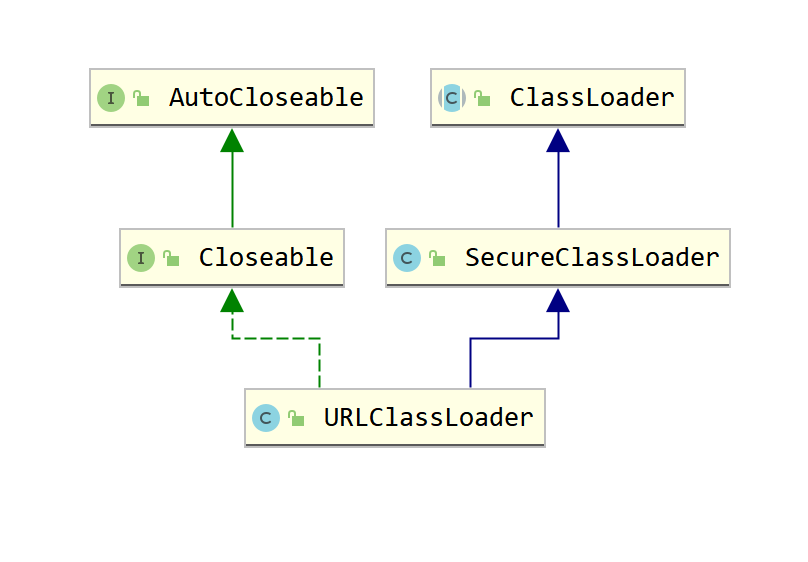 I AutoCloseable
C ClassLoader
I Closeable
C SecureClassLoader
C URLClassLoader